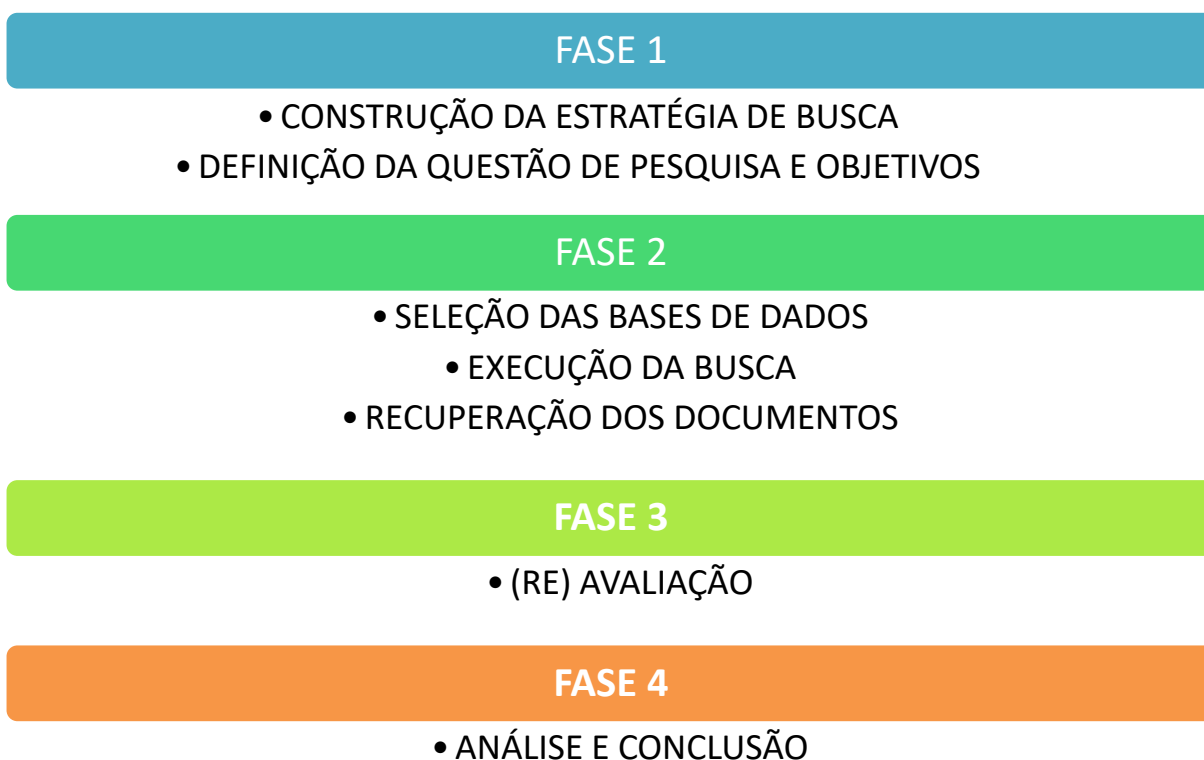 FASE 1
• CONSTRUÇÃO DA ESTRATÉGIA DE BUSCA
• DEFINIÇÃO DA QUESTÃO DE PESQUISA E OBJETIVOS
FASE 2
• SELEÇÃO DAS BASES DE DADOS
• EXECUÇÃO DA BUSCA
• RECUPERAÇÃO DOS DOCUMENTOS
FASE 3
• (RE) AVALIAÇÃO
FASE 4
• ANÁLISE E CONCLUSÃO